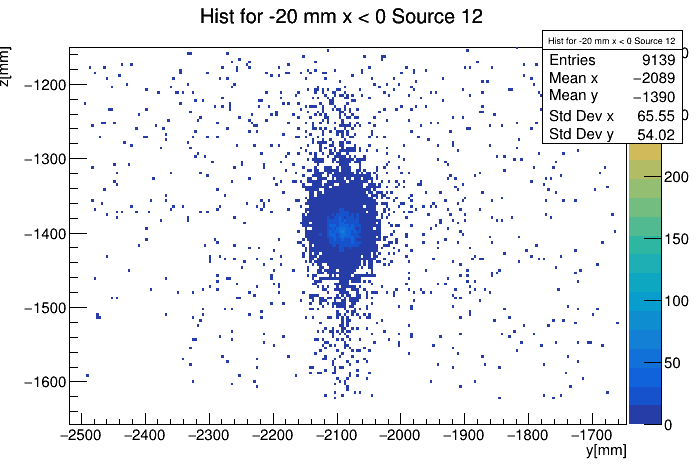 Hist for -20 mm x < 0 Source 12
z[mm]
Hist for -20 mm x < 0 Source 12
Entries 9139
Mean x −2089
Mean y −1390
Std Dev x 65.55
Std Dev y 54.02
−1200
−1300
−1400
−1500
−1600
200
150
100
50
0
−2500 −2400 −2300 −2200 −2100 −2000 −1900 −1800 −1700
y[mm]